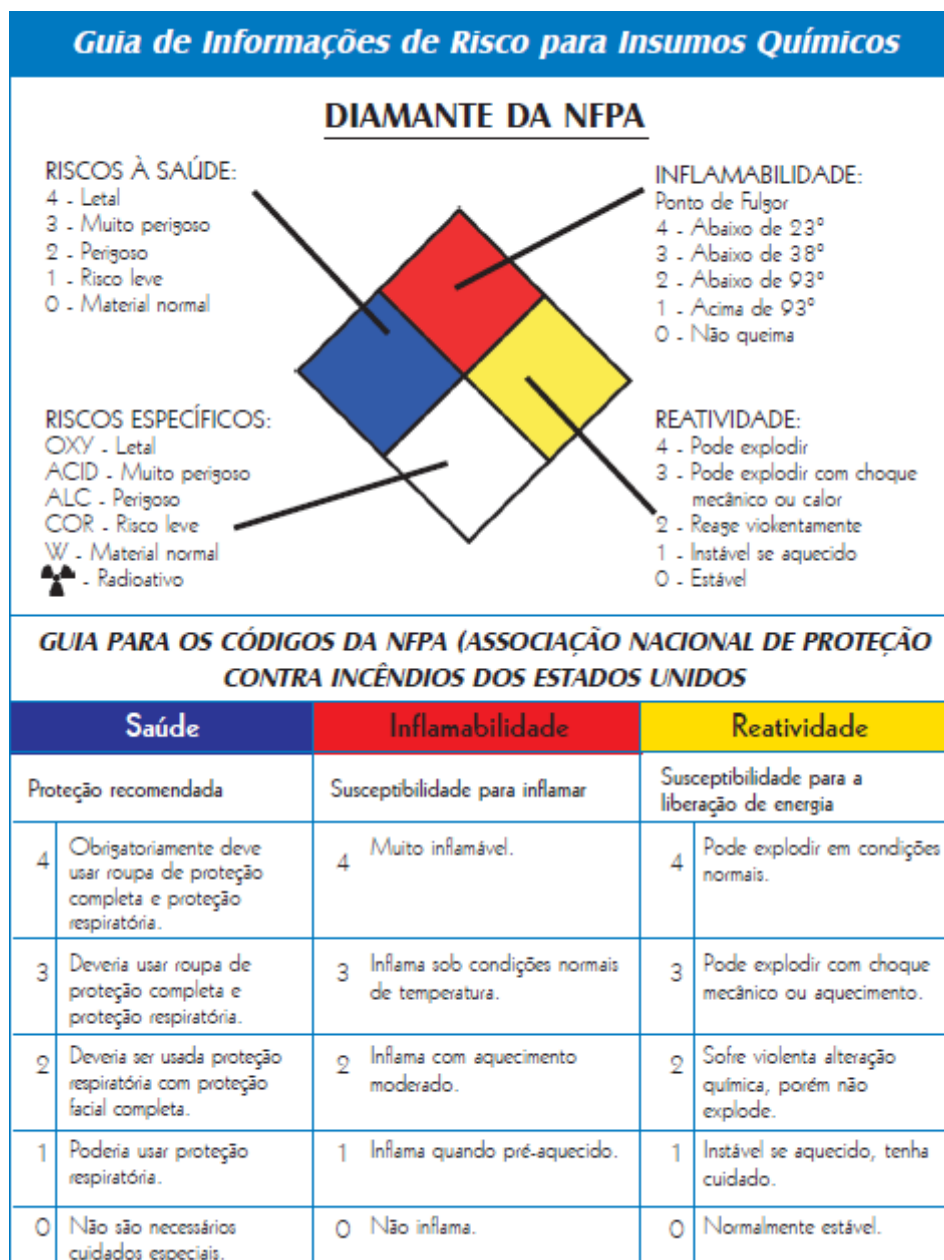 Guia de Informações de Risco para Insumos Químicos
DIAMANTE DA NFPA
RISCOS À SAÚDE:
4 - Letal
3 - Muito perigoso
2 - Perigoso
1 - Risco leve
0 - Material normal
INFLAMABILIDADE:
Ponto de Fulgor
4 - Abaixo de 23º
3 - Abaixo de 38º
2 - Abaixo de 93º
1 - Acima de 93º
0 - Não queima
RISCOS ESPECÍFICOS:
OXY - Letal
ACID - Muito perigoso
ALC - Perigoso
COR - Risco leve
W - Material normal
- Radioativo
REATIVIDADE:
4 - Pode explodir
3 - Pode explodir com choque
mecânico ou calor
2 - Reage viokentamente
1 - Instável se aquecido
0 - Estável
GUIA PARA OS CÓDIGOS DA NFPA (ASSOCIAÇÃO NACIONAL DE PROTEÇÃO
CONTRA INCÊNDIOS DOS ESTADOS UNIDOS
Saúde
Inflamabilidade
Reatividade
Proteção recomendada
Susceptibilidade para inflamar
Susceptibilidade para a
liberação de energia
4 Obrigatoriamente deve
usar roupa de proteção
completa e proteção
respiratória.
4 Muito inflamável.
4 Pode explodir em condições
normais.
3 Deveria usar roupa de
proteção completa e
proteção respiratória.
3 Inflama sob condições normais
de temperatura.
3 Pode explodir com choque
mecânico ou aquecimento.
2 Deveria ser usada proteção
respiratória com proteção
facial completa.
2 Inflama com aquecimento
moderado.
2 Sofre violenta alteração
química, porém não
explode.
1 Poderia usar proteção
respiratória.
1 Inflama quando pré-aquecido.
1 Instável se aquecido, tenha
cuidado.
0 Não são necessários
cuidados especiais.
0 Não inflama.
0 Normalmente estável.